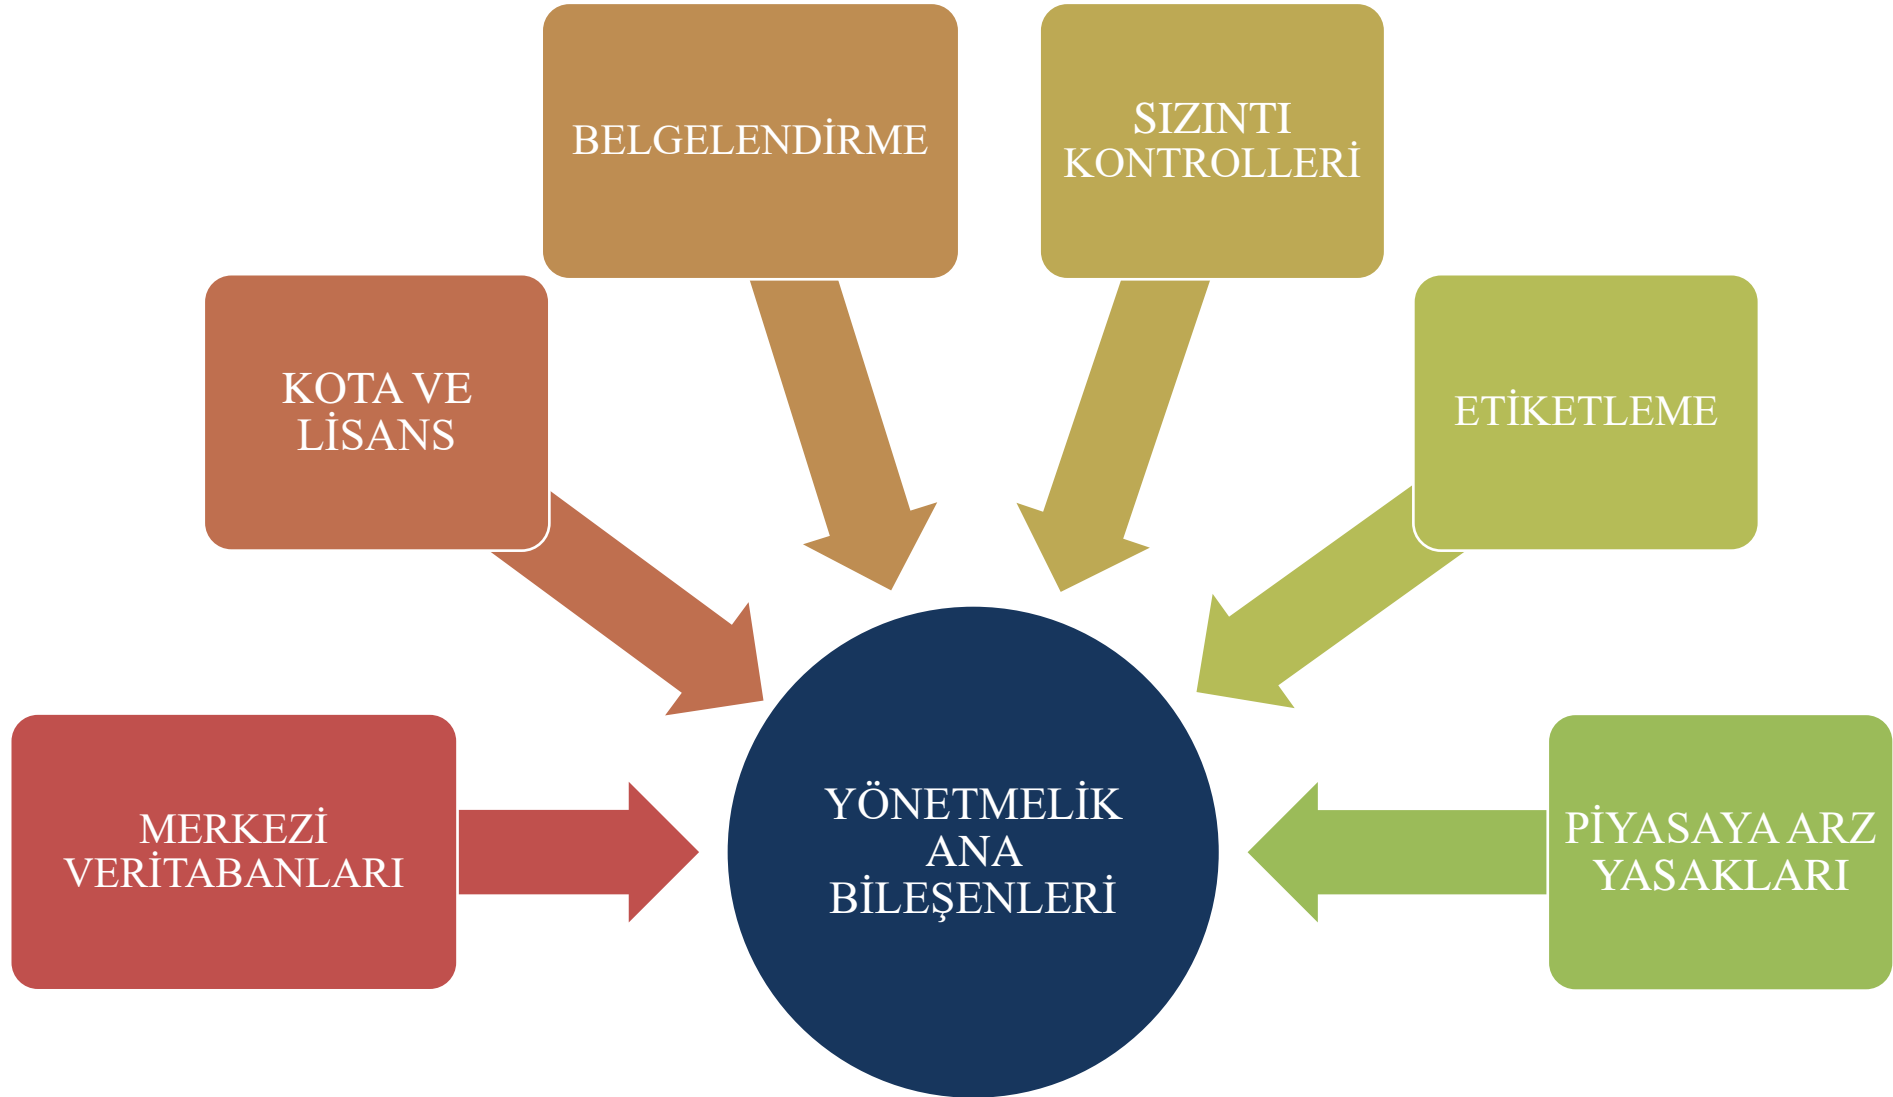 BELGELENDİRME
SIZINTI
KONTROLLERİ
KOTA VE
LİSANS
ETİKETLEME
MERKEZİ
VERİTABANLARI
YÖNETMELİK
ANA
BİLEŞENLERİ
PİYASAYA ARZ
YASAKLARI